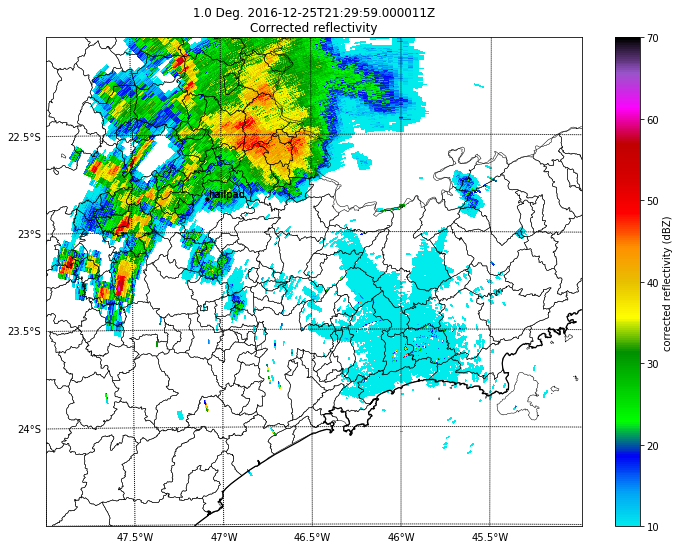 1.0 Deg. 2016-12-25T21:29:59.000011Z
Corrected reflectivity
22.5°S
23°S
23.5°S
24°S
47.5°W
47°W
46.5°W
46°W
45.5°W
hailpad
70
60
50
40
30
20
10
corrected reflectivity (dBZ)